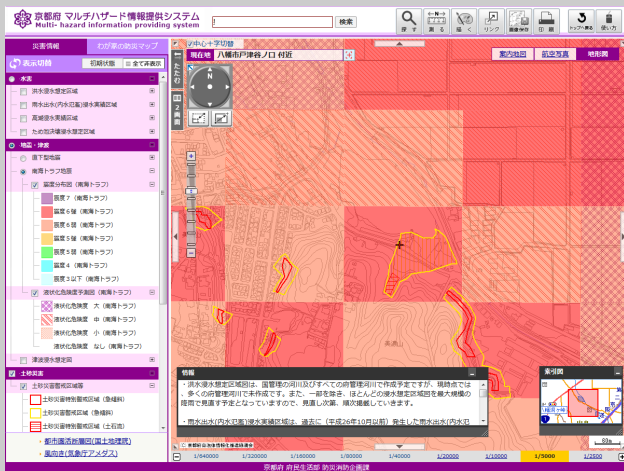 京都府 マルチハザード情報提供システム
Multi- hazard information providing system
検索
探す
測る
描く
リンク
画像保存
印刷
トップへ戻る
使い方
災害情報
わが家の防災マップ
表示切替
初期状態
全て非表示
水害
洪水浸水想定区域
雨水出水(内水氾濫)浸水実績区域
高潮浸水実績区域
ため池決壊浸水想定区域
地震・津波
直下型地震
南海トラフ地震
震度分布図（南海トラフ）
震度７（南海トラフ）
震度６強（南海トラフ）
震度６弱（南海トラフ）
震度５強（南海トラフ）
震度５弱（南海トラフ）
震度４（南海トラフ）
震度３以下（南海トラフ）
液状化危険度予測図（南海トラフ）
液状化危険度 大（南海トラフ）
液状化危険度 中（南海トラフ）
液状化危険度 小（南海トラフ）
液状化危険度 なし（南海トラフ）
津波浸水想定図
土砂災害
土砂災害警戒区域等
土砂災害特別警戒区域（急傾斜）
土砂災害警戒区域（急傾斜）
土砂災害特別警戒区域（土石流）
都市圏活断層図(国土地理院)
風向き(気象庁アメダス)
中心十字切替
現在地 八幡市戸津谷ノ口 付近
案内地図
航空写真
地形図
たたむ
２画面
N
美濃山
情報
・洪水浸水想定区域図は、国管理の河川及びすべての府管理河川で作成予定ですが、現時点では
、多くの府管理河川で未作成です。また、一部を除き、ほとんどの浸水想定区域図を最大規模の
降雨で見直す予定となっていますので、見直し次第、順次掲載していきます。
・雨水出水(内水氾濫)浸水実績区域は、過去に（平成26年10月以前）発生した雨水出水(内水氾
索引図
80m
1/640000
1/320000
1/160000
1/80000
1/40000
1/20000
1/10000
1/5000
1/2500
京都府 府民生活部 防災消防企画課